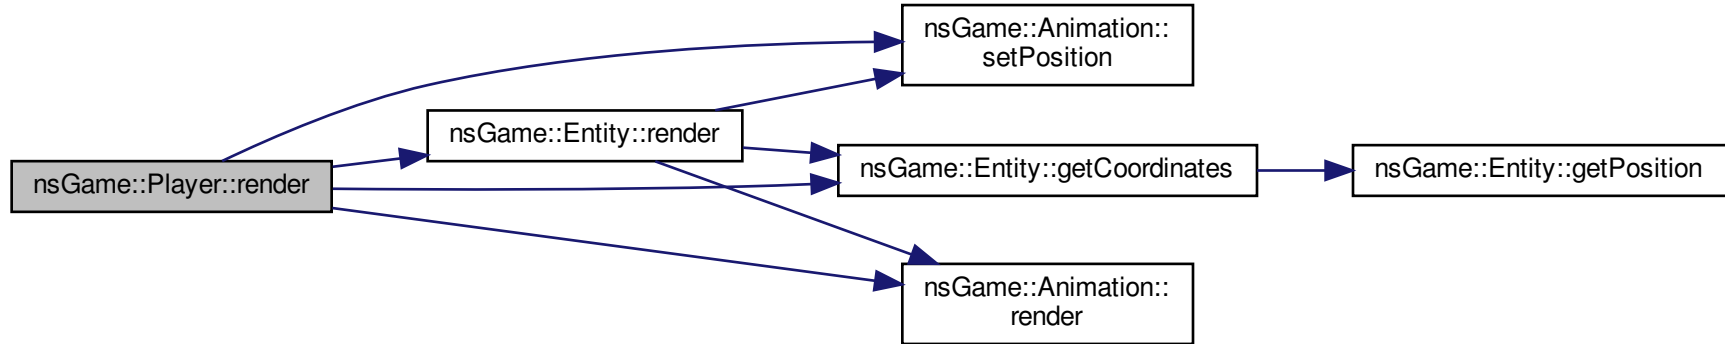 nsGame::Animation::
setPosition
nsGame::Entity::render
nsGame::Entity::getCoordinates
nsGame::Entity::getPosition
nsGame::Player::render
nsGame::Animation::
render